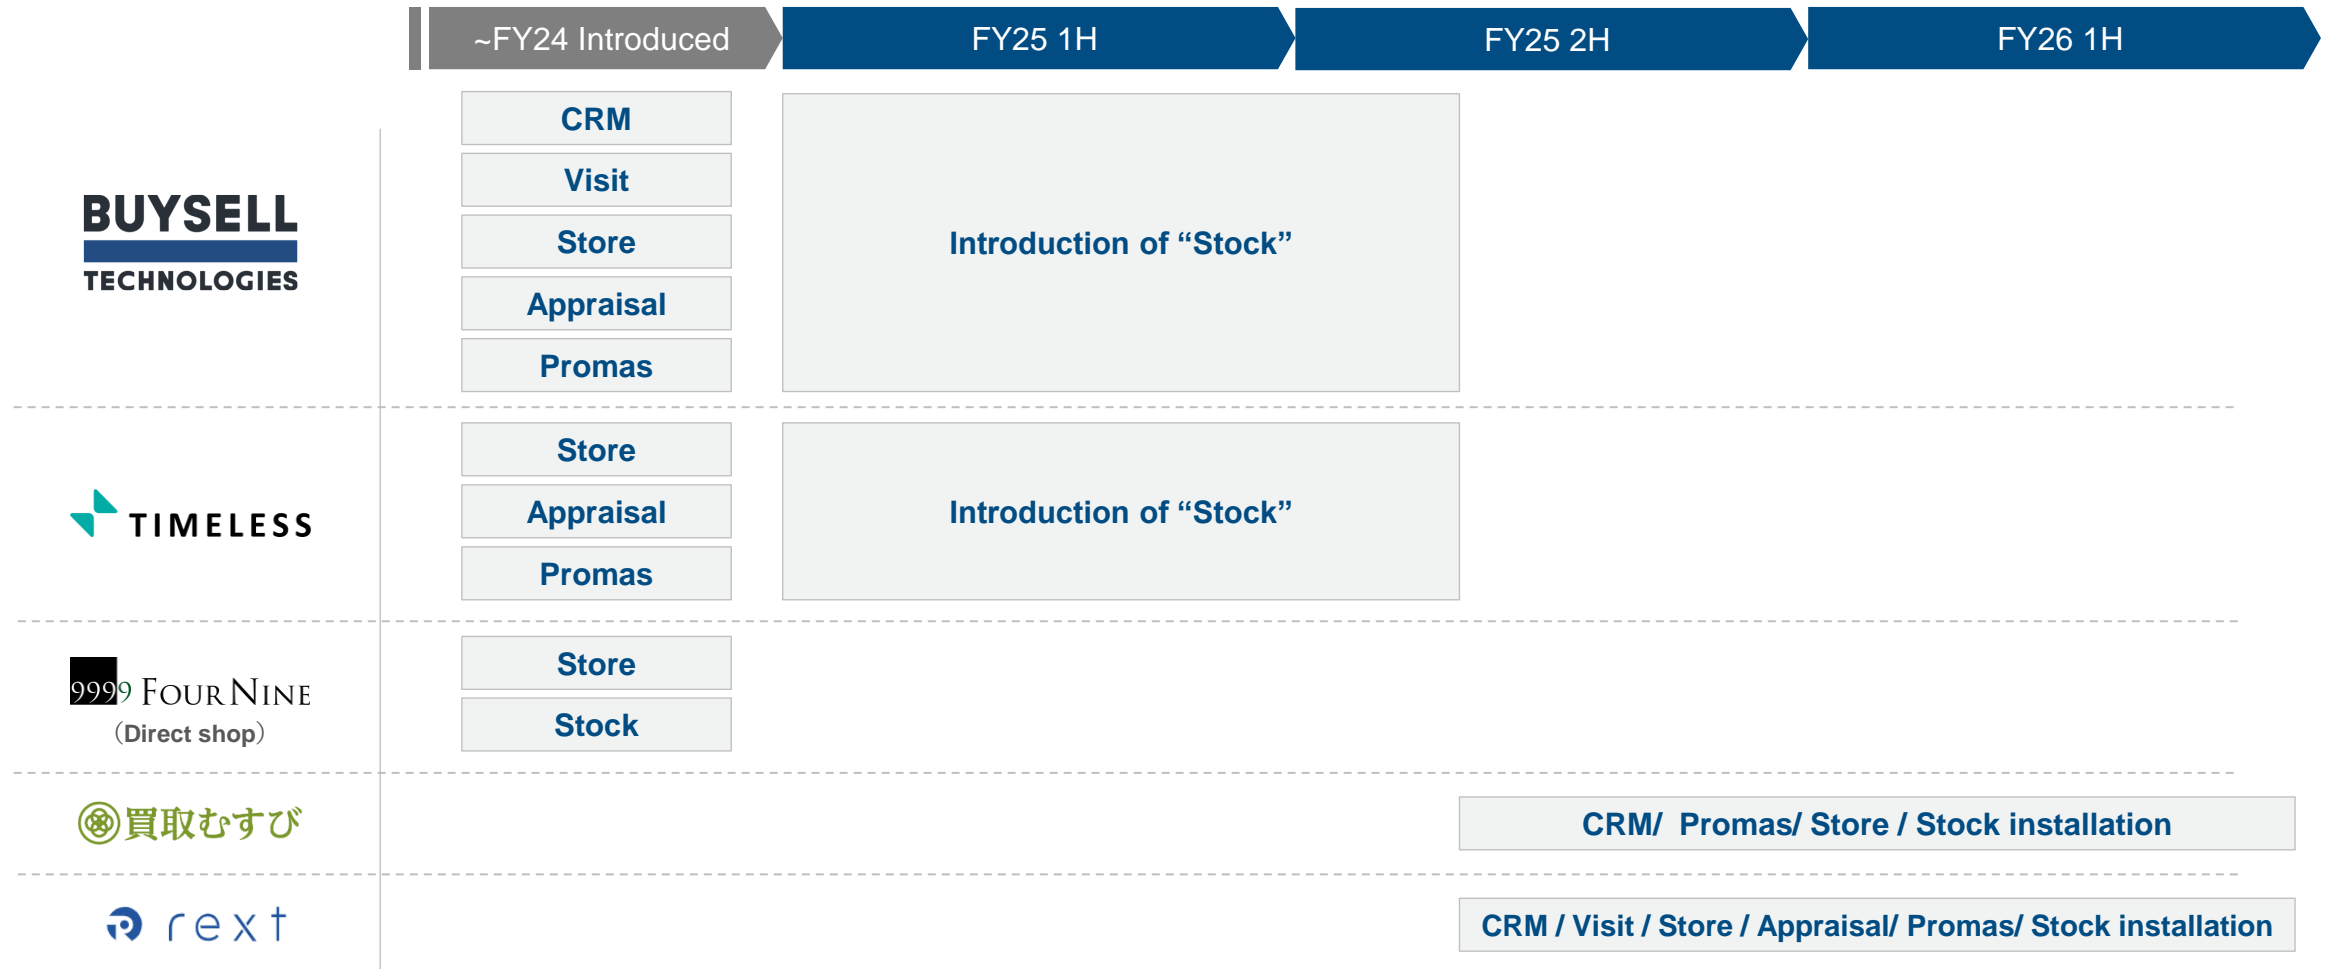 ~FY24 Introduced
FY25 1H
FY25 2H
FY26 1H
BUYSELL
TECHNOLOGIES
CRM
Visit
Store
Appraisal
Promas
Introduction of “Stock”
TIMELESS
Store
Appraisal
Promas
Introduction of “Stock”
9999 FOUR NINE
（Direct shop）
Store
Stock
買取むすび
CRM/ Promas/ Store / Stock installation
rext
CRM / Visit / Store / Appraisal/ Promas/ Stock installation